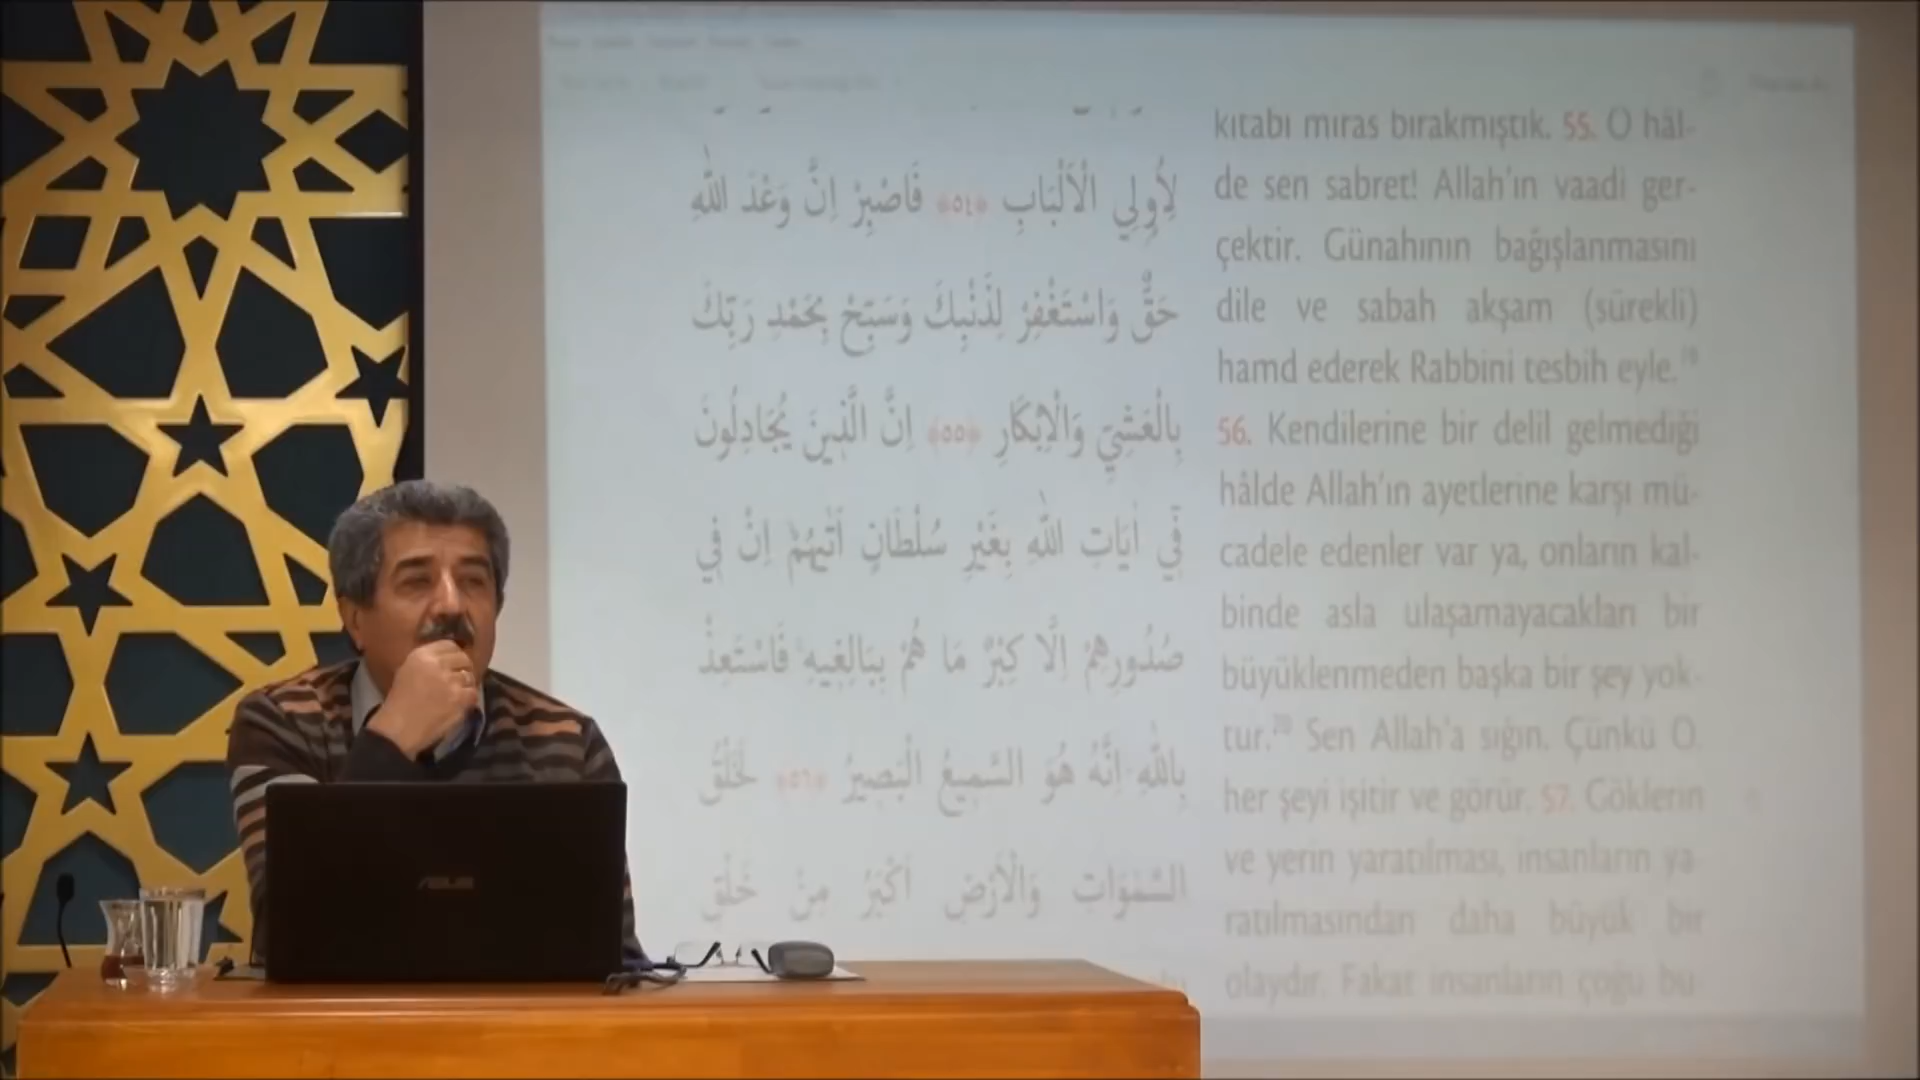 لِأُولِي الْأَلْبَابِ ﴿٥٤﴾ فَاصْبِرْ اِنَّ وَعْدَ اللّٰهِ
حَقٌّ وَاسْتَغْفِرْ لِذَنْبِكَ وَسَبِّحْ بِحَمْدِ رَبِّكَ
بِالْعَشِيِّ وَالْاِبْكَارِ ﴿٥٥﴾ اِنَّ الَّذ۪ينَ يُجَادِلُونَ
ف۪ٓي اٰيَاتِ اللّٰهِ بِغَيْرِ سُلْطَانٍ اَتٰيهُمْ اِنْ ف۪ي
صُدُورِهِمْ اِلَّا كِبْرٌ مَا هُمْ بِبَالِغ۪يهِ فَاسْتَعِذْ
بِاللّٰهِ اِنَّهُ هُوَ السَّم۪يعُ الْبَص۪يرُ ﴿٥٦﴾ لَخَلْقُ
السَّمٰوَاتِ وَالْاَرْضِ اَكْبَرُ مِنْ خَلْقِ
kitabı miras bırakmıştık. 55. O hâl-
de sen sabret! Allah'ın vaadi ger-
çektir. Günahının bağışlanmasını
dile ve sabah akşam (sürekli)
hamd ederek Rabbini tesbih eyle.
56. Kendilerine bir delil gelmediği
hâlde Allah'ın ayetlerine karşı mü-
cadele edenler var ya, onların kal-
binde asla ulaşamayacakları bir
büyüklenmeden başka bir şey yok-
tur.²⁰ Sen Allah'a sığın. Çünkü O,
her şeyi işitir ve görür. 57. Göklerin
ve yerin yaratılması, insanların ya-
ratılmasından daha büyük bir
olaydır. Fakat insanların çoğu bu-
ASUS